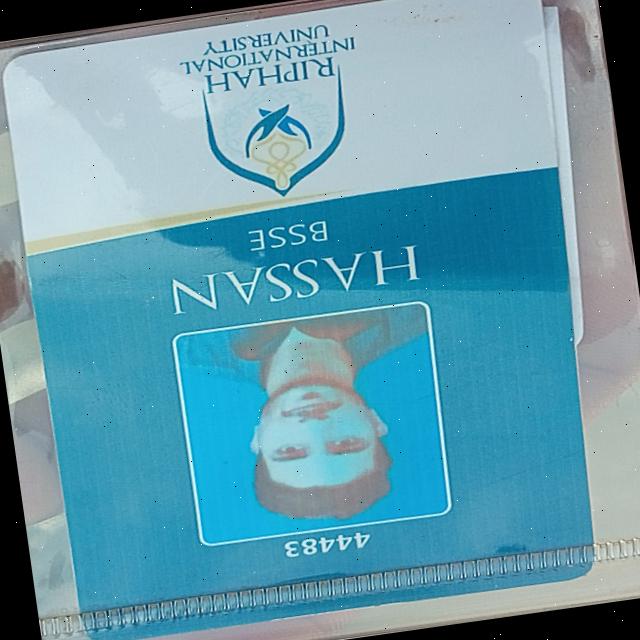 RIPHAH
INTERNATIONAL
UNIVERSITY
BSSE
HASSAN
44483